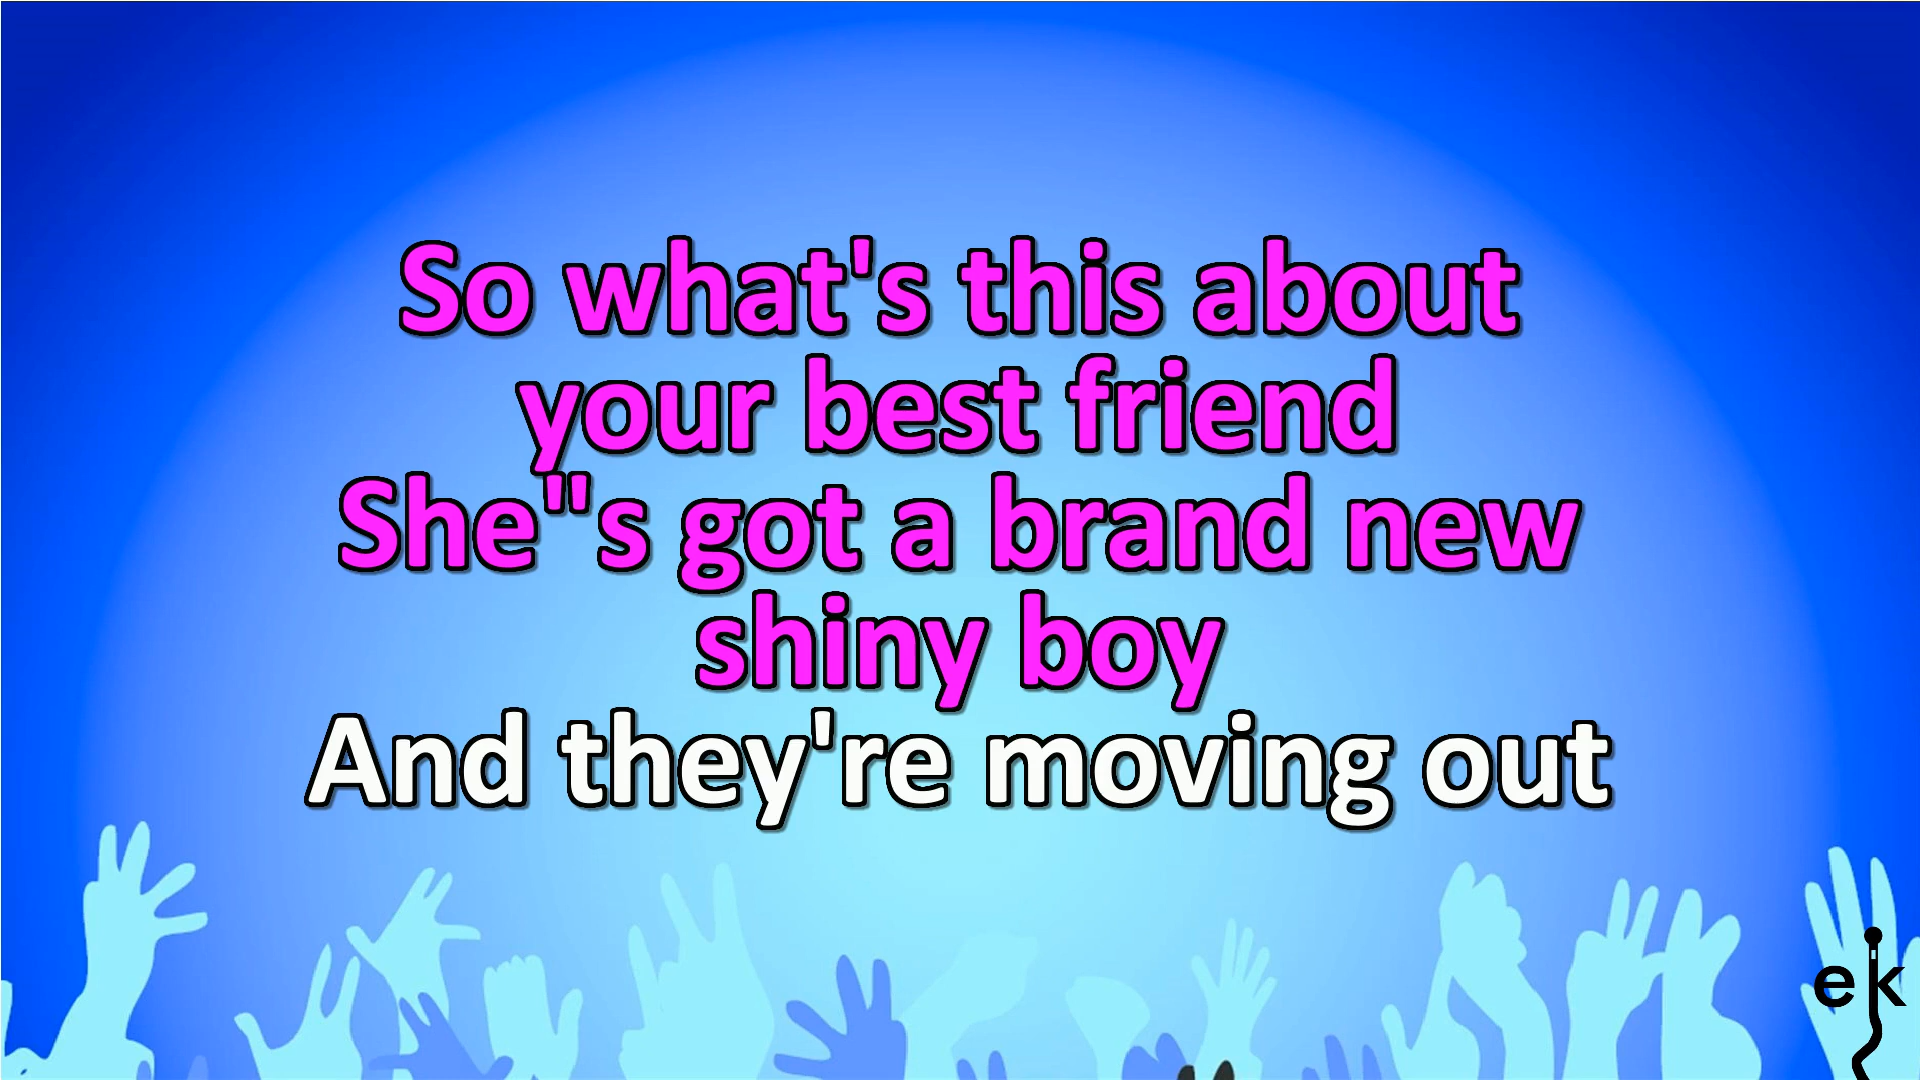 So what's this about
your best friend
She"s got a brand new
shiny boy
And they're moving out
ek